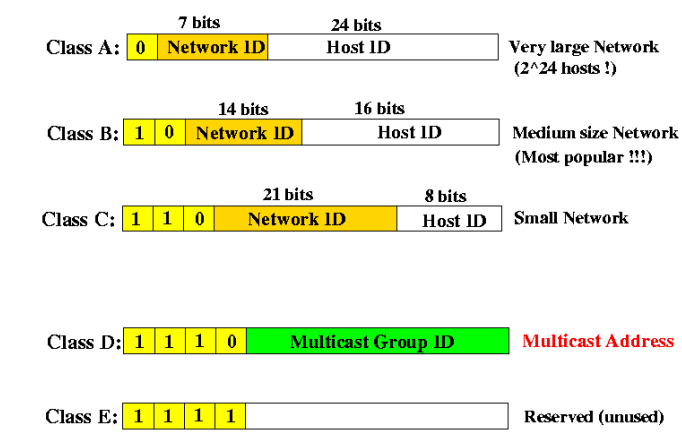 7 bits 24 bits
Class A: 0 Network ID Host ID Very large Network
(2^24 hosts !)
14 bits 16 bits
Class B: 1 0 Network ID Host ID Medium size Network
(Most popular !!!)
21 bits 8 bits
Class C: 1 1 0 Network ID Host ID Small Network
Class D: 1 1 1 0 Multicast Group ID Multicast Address
Class E: 1 1 1 1 Reserved (unused)